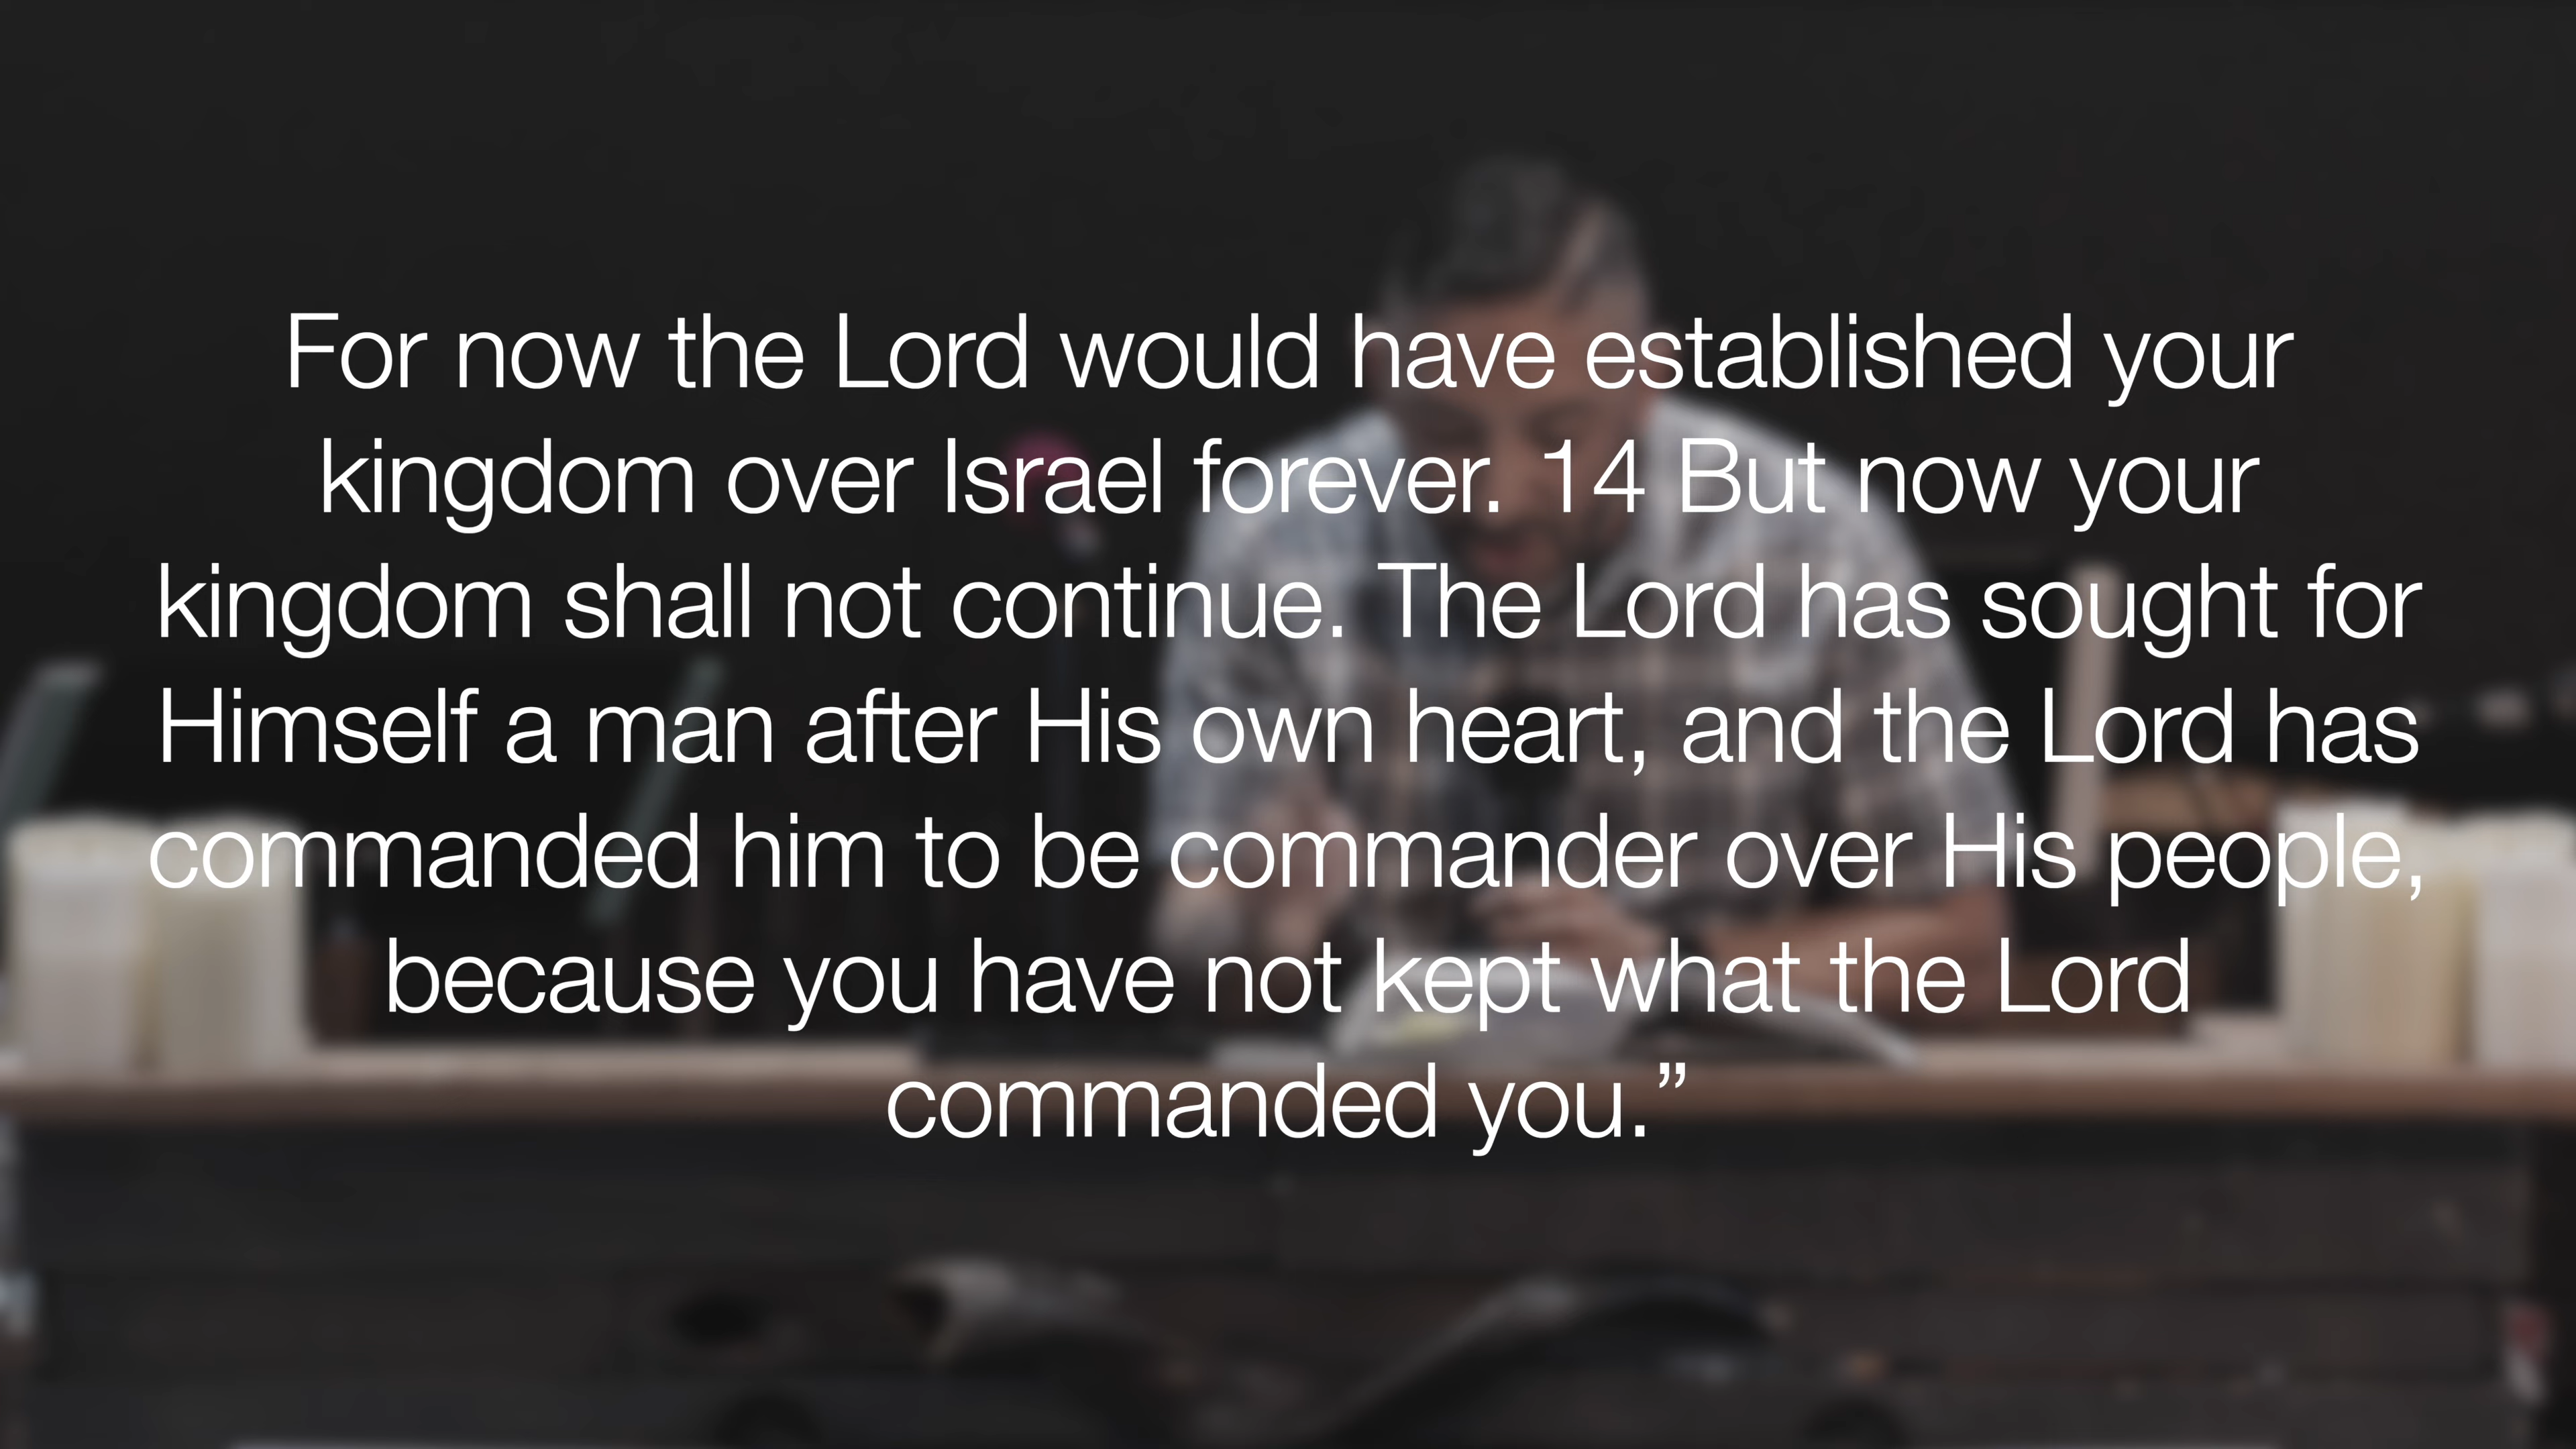 For now the Lord would have established your
kingdom over Israel forever. 14 But now your
kingdom shall not continue. The Lord has sought for
Himself a man after His own heart, and the Lord has
commanded him to be commander over His people,
because you have not kept what the Lord
commanded you.”